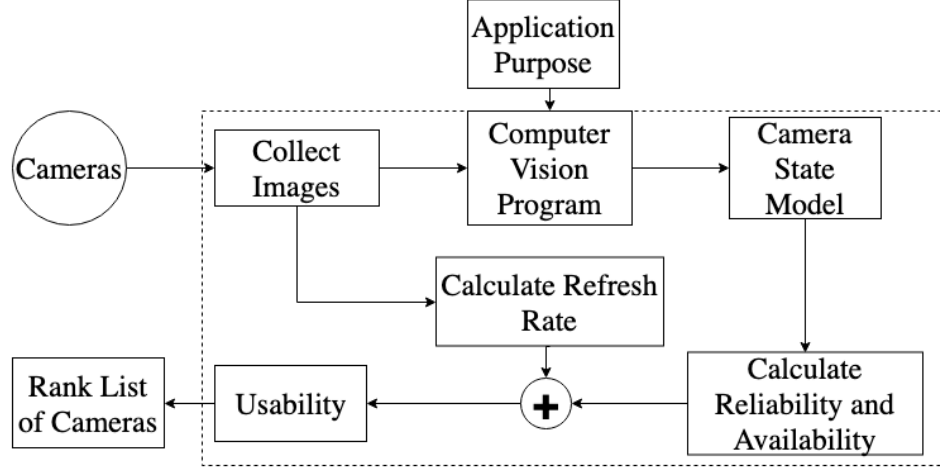 Application
Purpose
Cameras
Collect
Images
Computer
Vision
Program
Camera
State
Model
Calculate Refresh
Rate
Rank List
of Cameras
Usability
+
Calculate
Reliability and
Availability